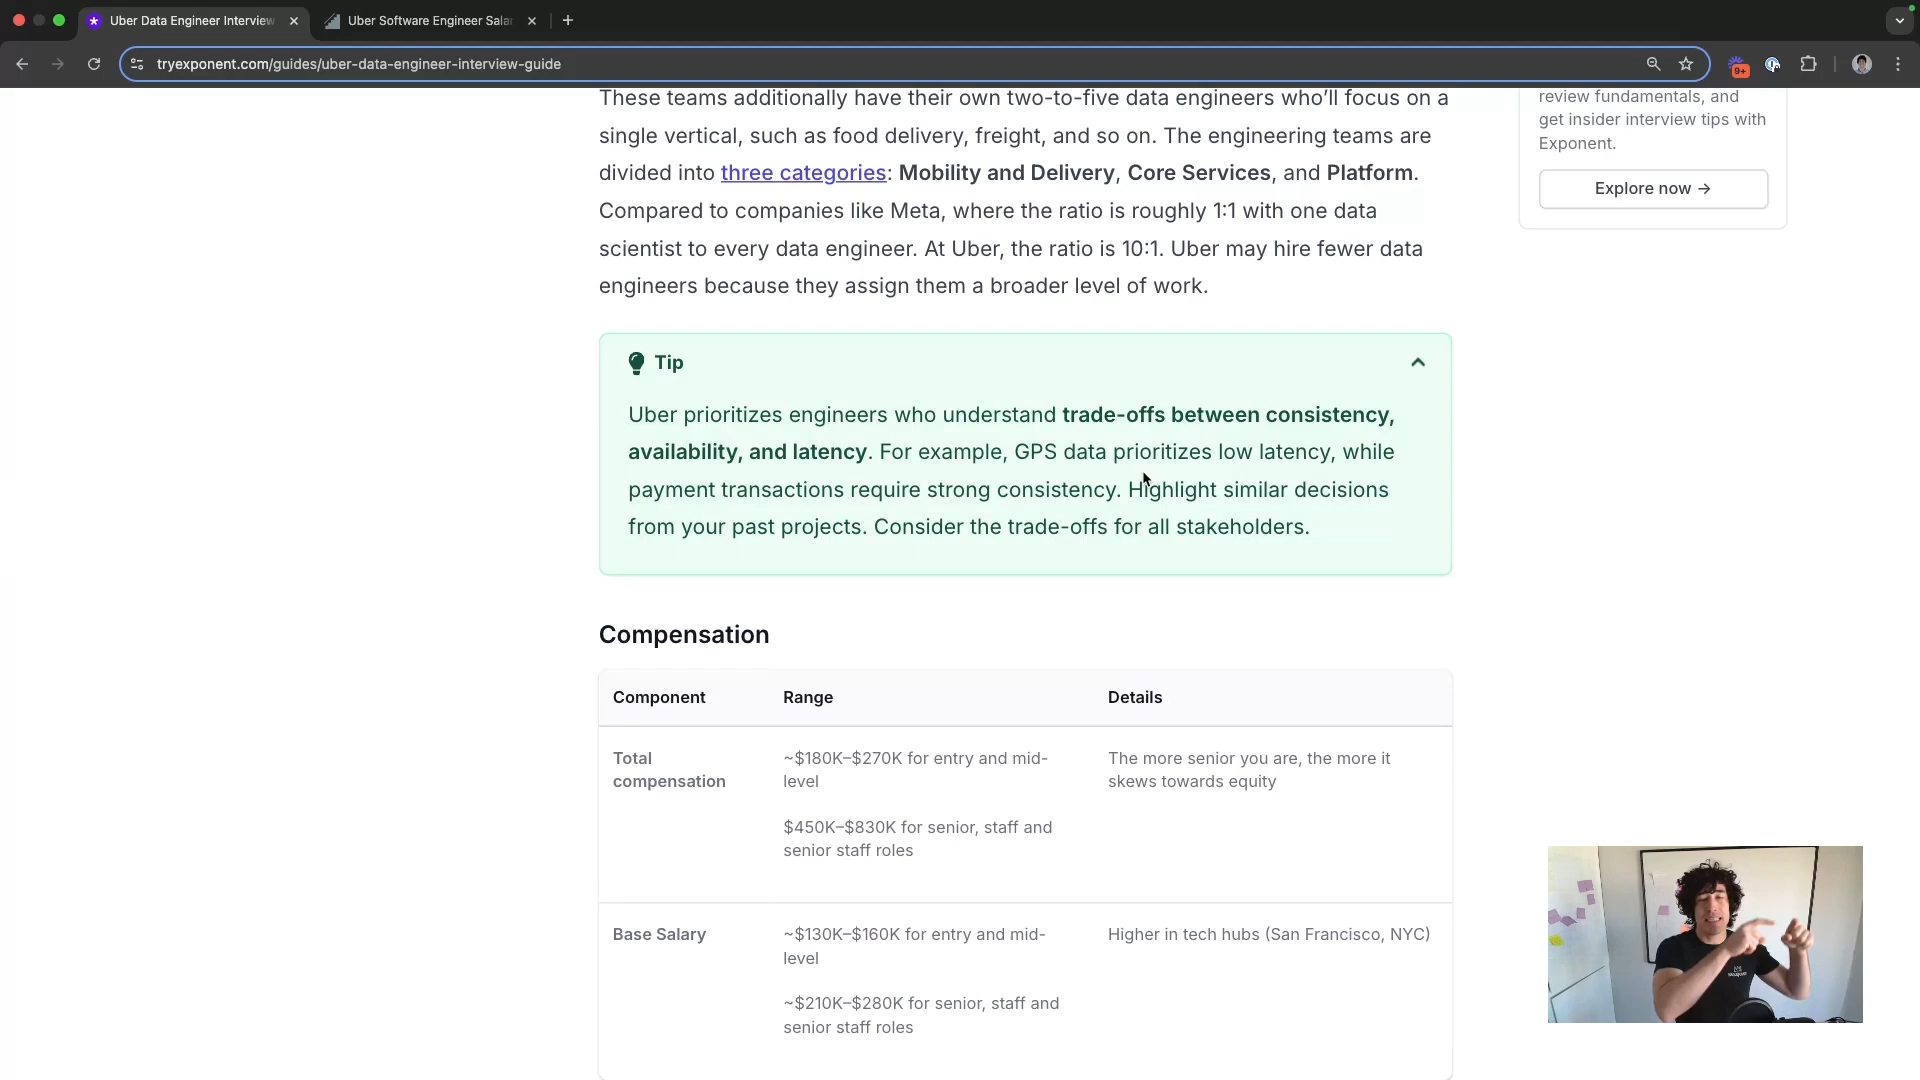 Uber Data Engineer Interview
Uber Software Engineer Sala
tryexponent.com/guides/uber-data-engineer-interview-guide
9+
These teams additionally have their own two-to-five data engineers who’ll focus on a
single vertical, such as food delivery, freight, and so on. The engineering teams are
divided into three categories: Mobility and Delivery, Core Services, and Platform.
Compared to companies like Meta, where the ratio is roughly 1:1 with one data
scientist to every data engineer. At Uber, the ratio is 10:1. Uber may hire fewer data
engineers because they assign them a broader level of work.
review fundamentals, and
get insider interview tips with
Exponent.
Explore now →
Tip
Uber prioritizes engineers who understand trade-offs between consistency,
availability, and latency. For example, GPS data prioritizes low latency, while
payment transactions require strong consistency. Highlight similar decisions
from your past projects. Consider the trade-offs for all stakeholders.
Compensation
Component Range Details
Total
compensation
~$180K–$270K for entry and mid-
level
$450K–$830K for senior, staff and
senior staff roles
The more senior you are, the more it
skews towards equity
Base Salary
~$130K–$160K for entry and mid-
level
~$210K–$280K for senior, staff and
senior staff roles
Higher in tech hubs (San Francisco, NYC)